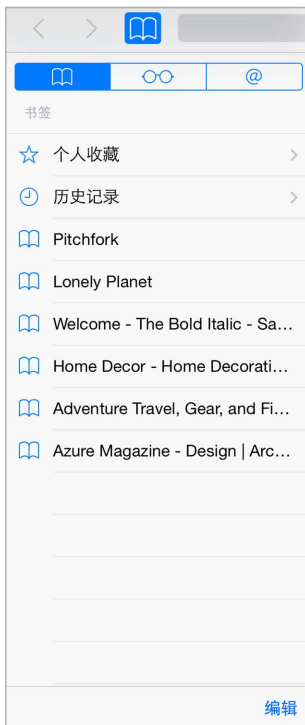 @
书签
个人收藏
历史记录
Pitchfork
Lonely Planet
Welcome - The Bold Italic - Sa...
Home Decor - Home Decorati...
Adventure Travel, Gear, and Fi...
Azure Magazine - Design | Arc...
编辑